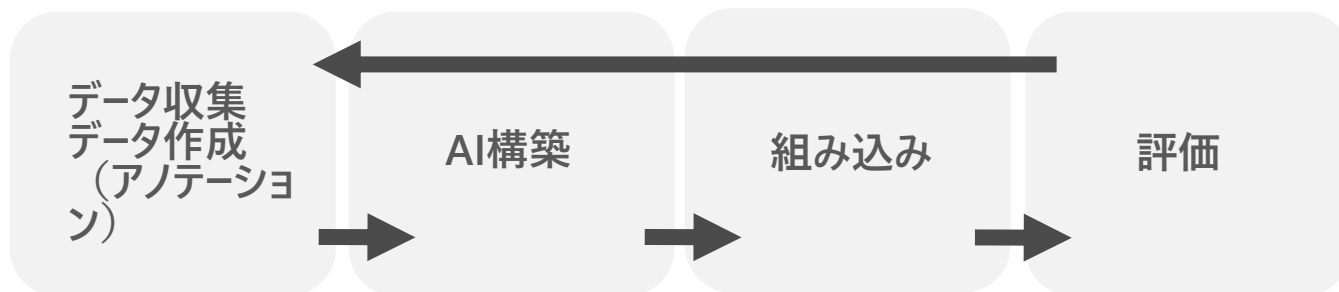 データ収集
データ作成
（アノテーショ
ン）
AI構築
組み込み
評価